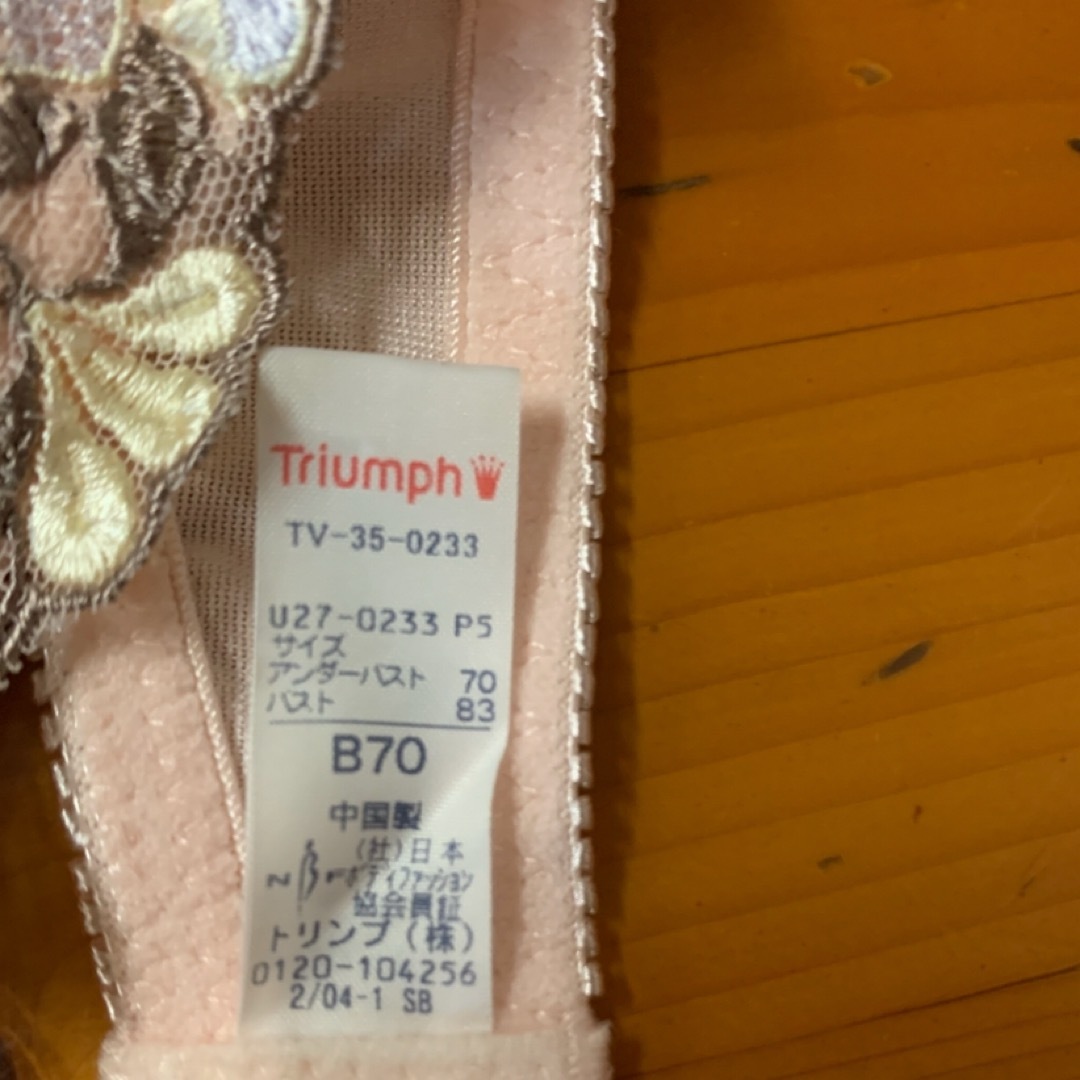 Triumph
TV-35-0233
U27-0233 P5
サイズ
アンダーバスト 70
バスト 83
B70
中国製
(社)日本
ボディファッション
協会員証
トリンプ(株)
0120-104256
2/04-1 SB